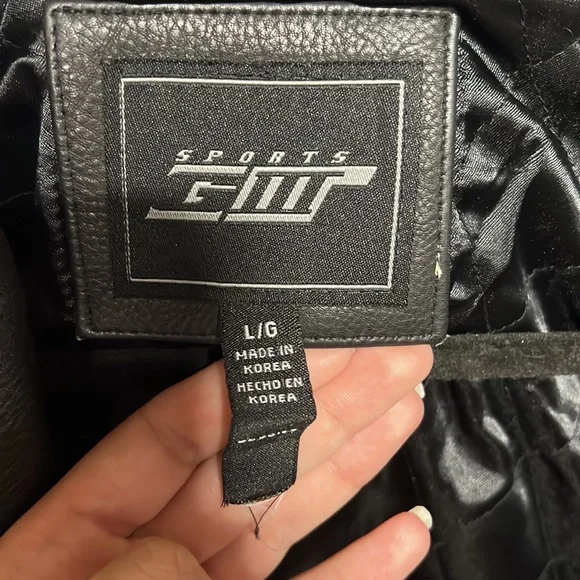 SPORTS
L/G
MADE IN
KOREA
HECHO EN
KOREA